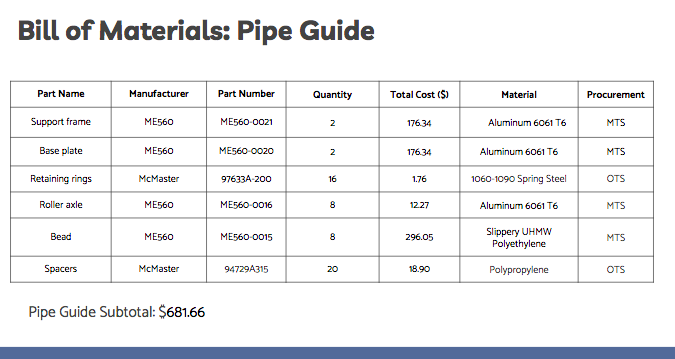 Bill of Materials: Pipe Guide
Part Name Manufacturer Part Number Quantity Total Cost ($) Material Procurement
Support frame ME560 ME560-0021 2 176.34 Aluminum 6061 T6 MTS
Base plate ME560 ME560-0020 2 176.34 Aluminum 6061 T6 MTS
Retaining rings McMaster 97633A-200 16 1.76 1060-1090 Spring Steel OTS
Roller axle ME560 ME560-0016 8 12.27 Aluminum 6061 T6 MTS
Bead ME560 ME560-0015 8 296.05 Slippery UHMW
Polyethylene MTS
Spacers McMaster 94729A315 20 18.90 Polypropylene OTS
Pipe Guide Subtotal: $681.66